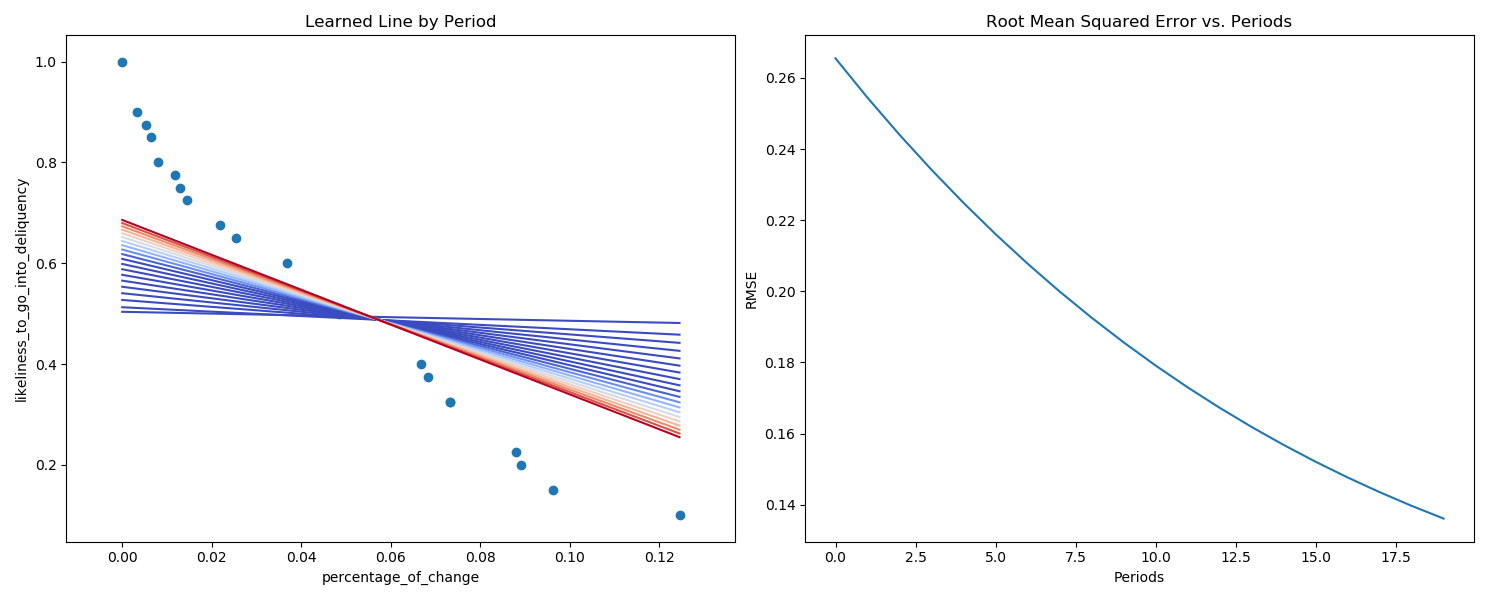 Learned Line by Period
1.0
0.8
0.6
0.4
0.2
likeliness_to_go_into_deliquency
0.00 0.02 0.04 0.06 0.08 0.10 0.12
percentage_of_change
Root Mean Squared Error vs. Periods
0.26
0.24
0.22
0.20
0.18
0.16
0.14
RMSE
0.0 2.5 5.0 7.5 10.0 12.5 15.0 17.5
Periods